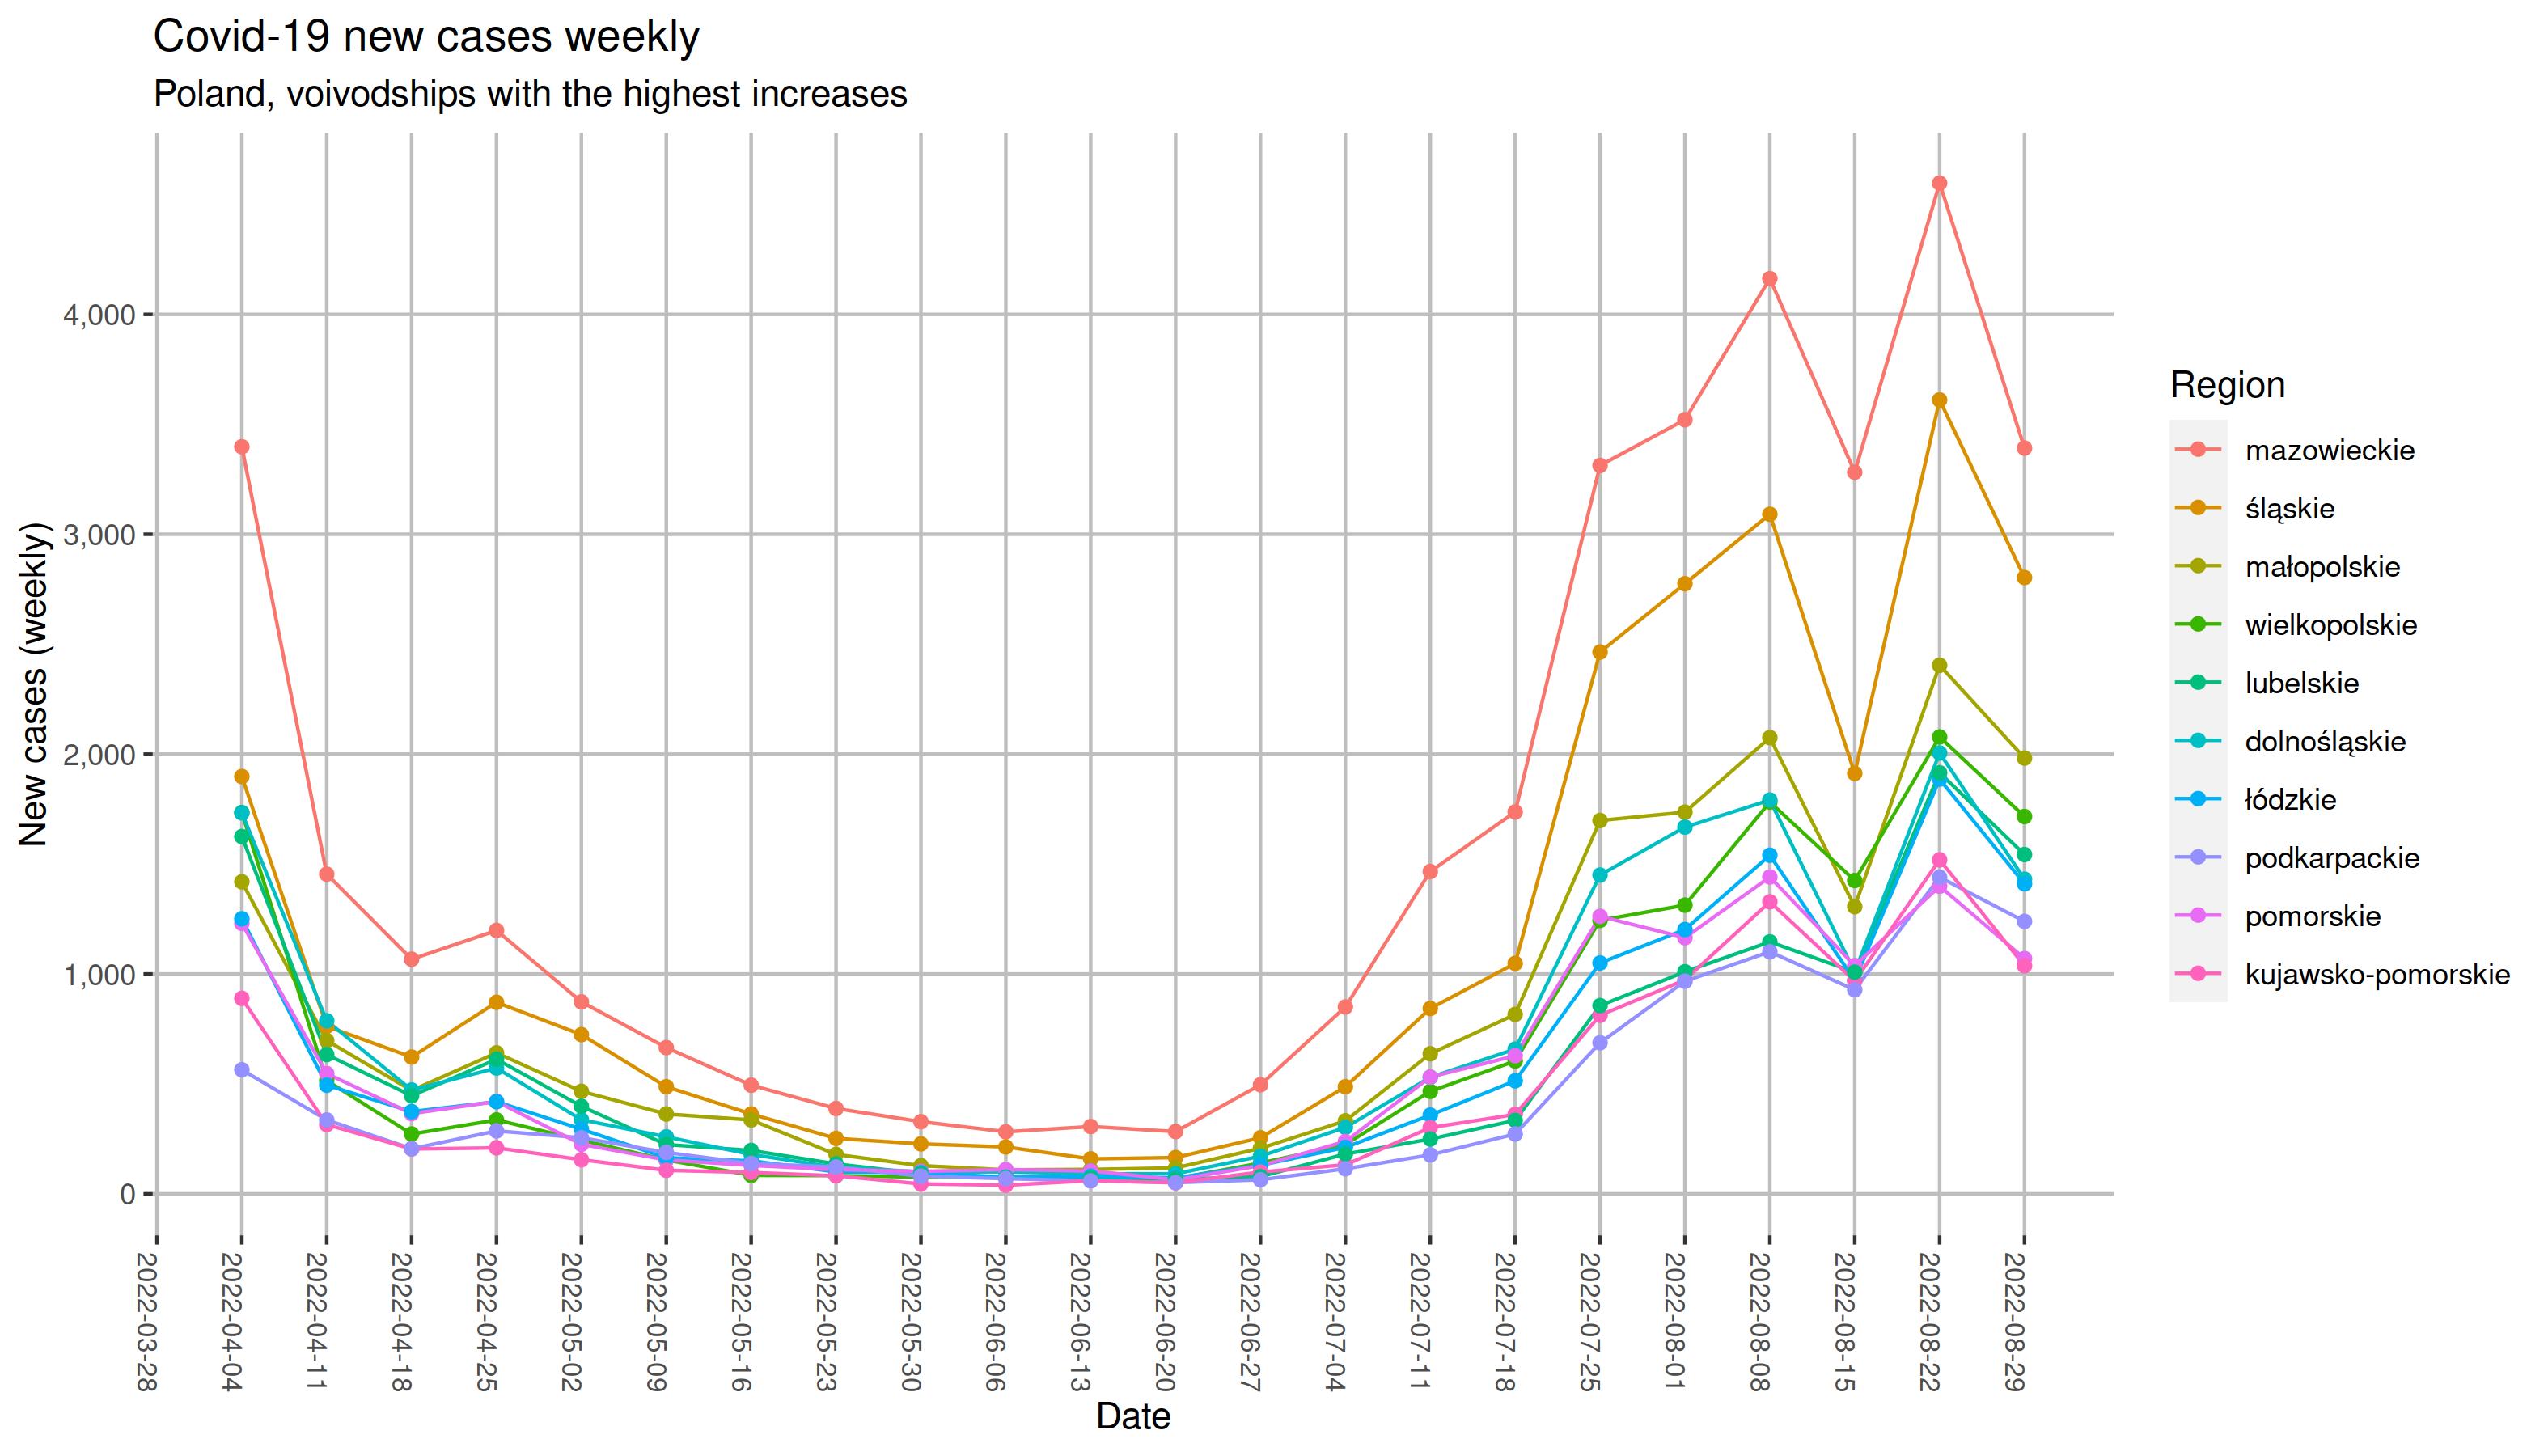 Covid-19 new cases weekly
Poland, voivodships with the highest increases
New cases (weekly)
4,000
3,000
2,000
1,000
0
2022-03-28
2022-04-04
2022-04-11
2022-04-18
2022-04-25
2022-05-02
2022-05-09
2022-05-16
2022-05-23
2022-05-30
2022-06-06
2022-06-13
2022-06-20
2022-06-27
2022-07-04
2022-07-11
2022-07-18
2022-07-25
2022-08-01
2022-08-08
2022-08-15
2022-08-22
2022-08-29
Date
Region
mazowieckie
śląskie
małopolskie
wielkopolskie
lubelskie
dolnośląskie
łódzkie
podkarpackie
pomorskie
kujawsko-pomorskie